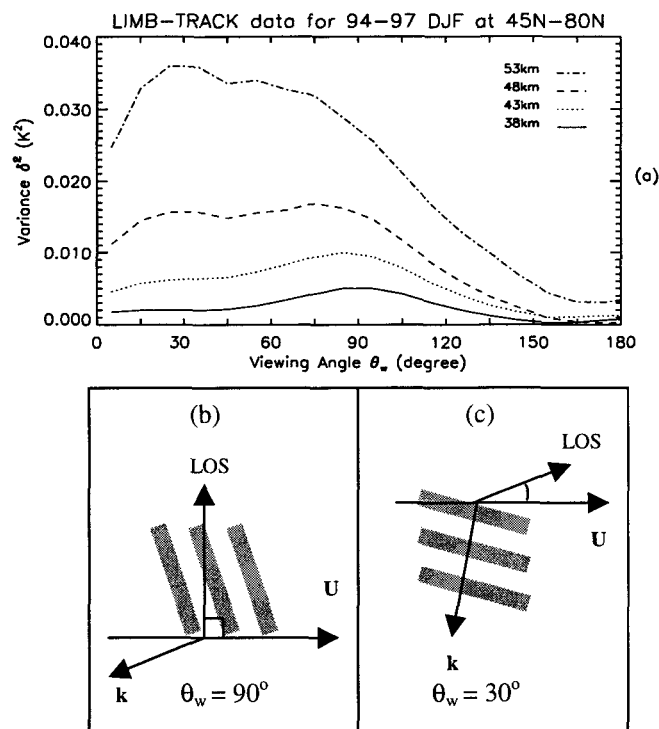 LIMB-TRACK data for 94-97 DJF at 45N-80N
0.040
0.030
0.020
0.010
0.000
Variance δ² (K²)
53km
48km
43km
38km
(a)
0 30 60 90 120 150 180
Viewing Angle θw (degree)
(b)
LOS
U
k
θw = 90°
(c)
LOS
U
k
θw = 30°